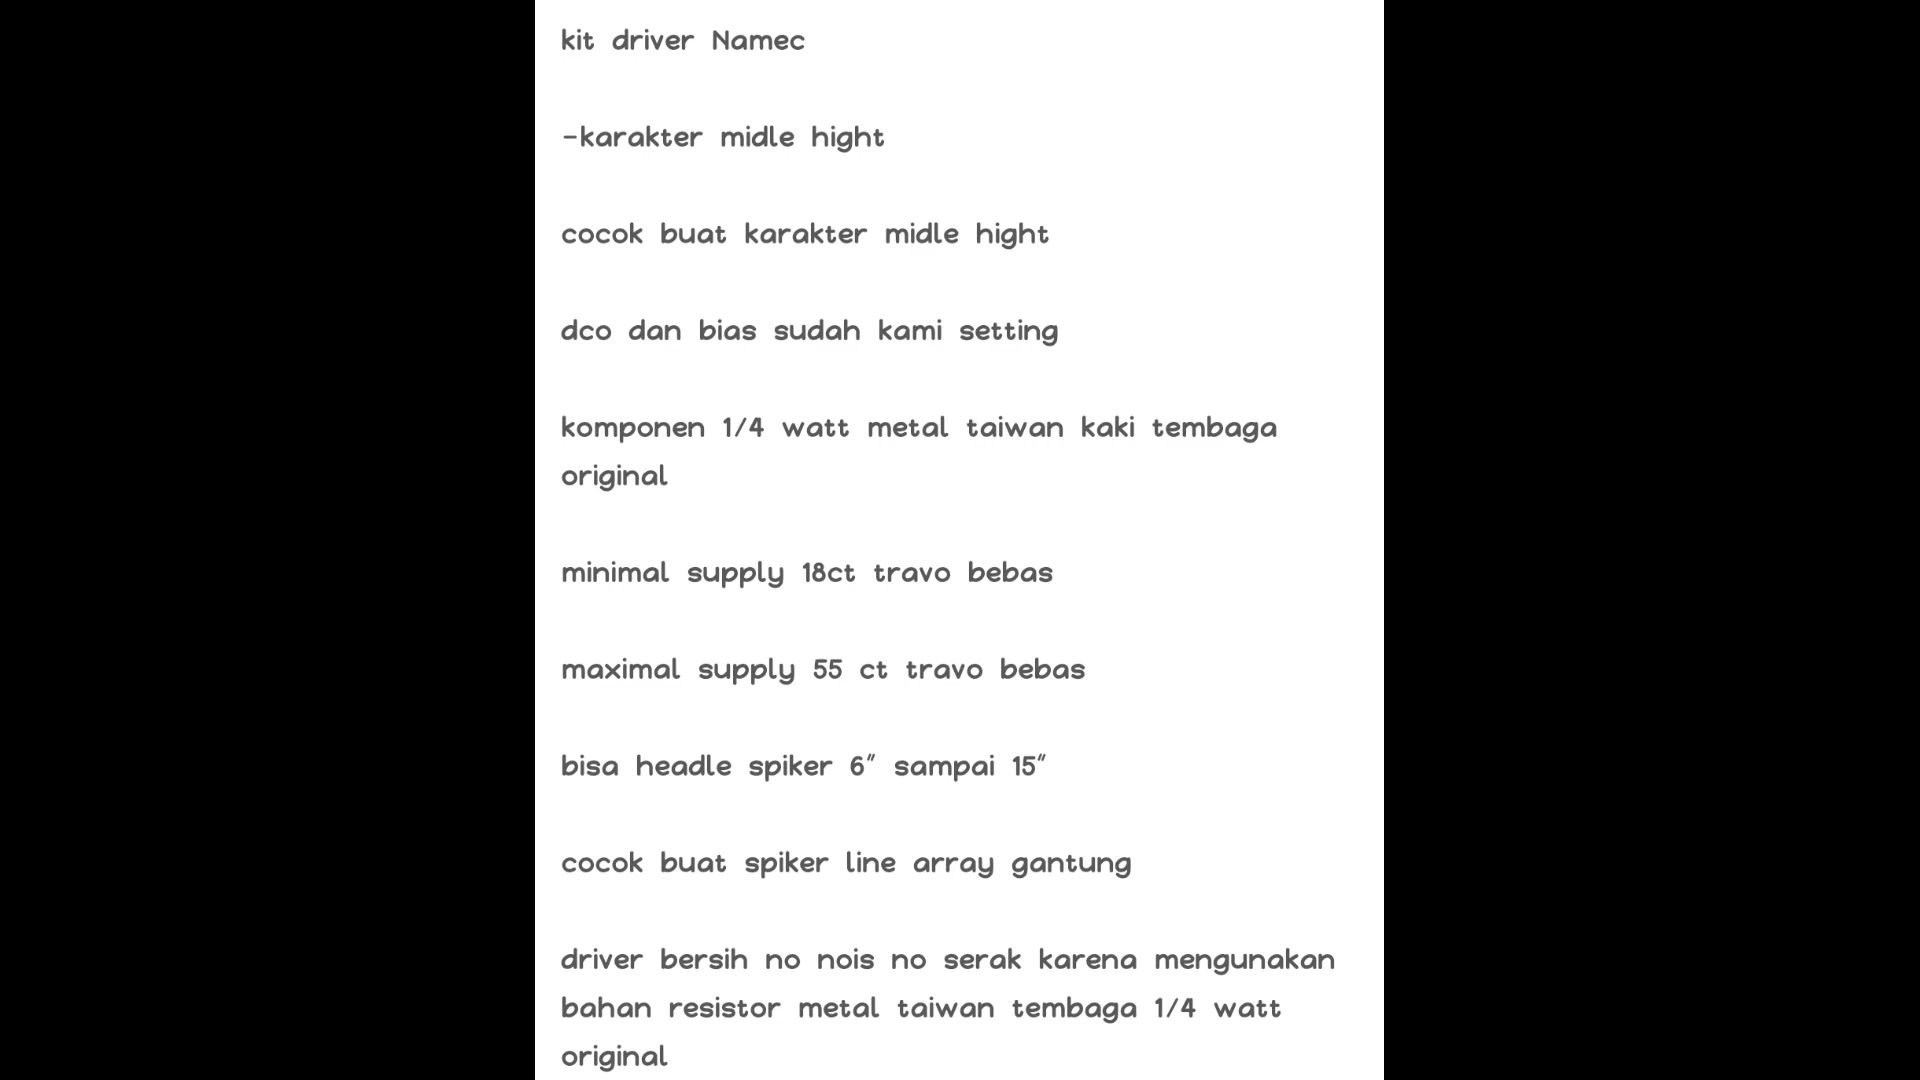 kit driver Namec
-karakter midle hight
cocok buat karakter midle hight
dco dan bias sudah kami setting
komponen 1/4 watt metal taiwan kaki tembaga
original
minimal supply 18ct travo bebas
maximal supply 55 ct travo bebas
bisa headle spiker 6" sampai 15"
cocok buat spiker line array gantung
driver bersih no nois no serak karena mengunakan
bahan resistor metal taiwan tembaga 1/4 watt
original